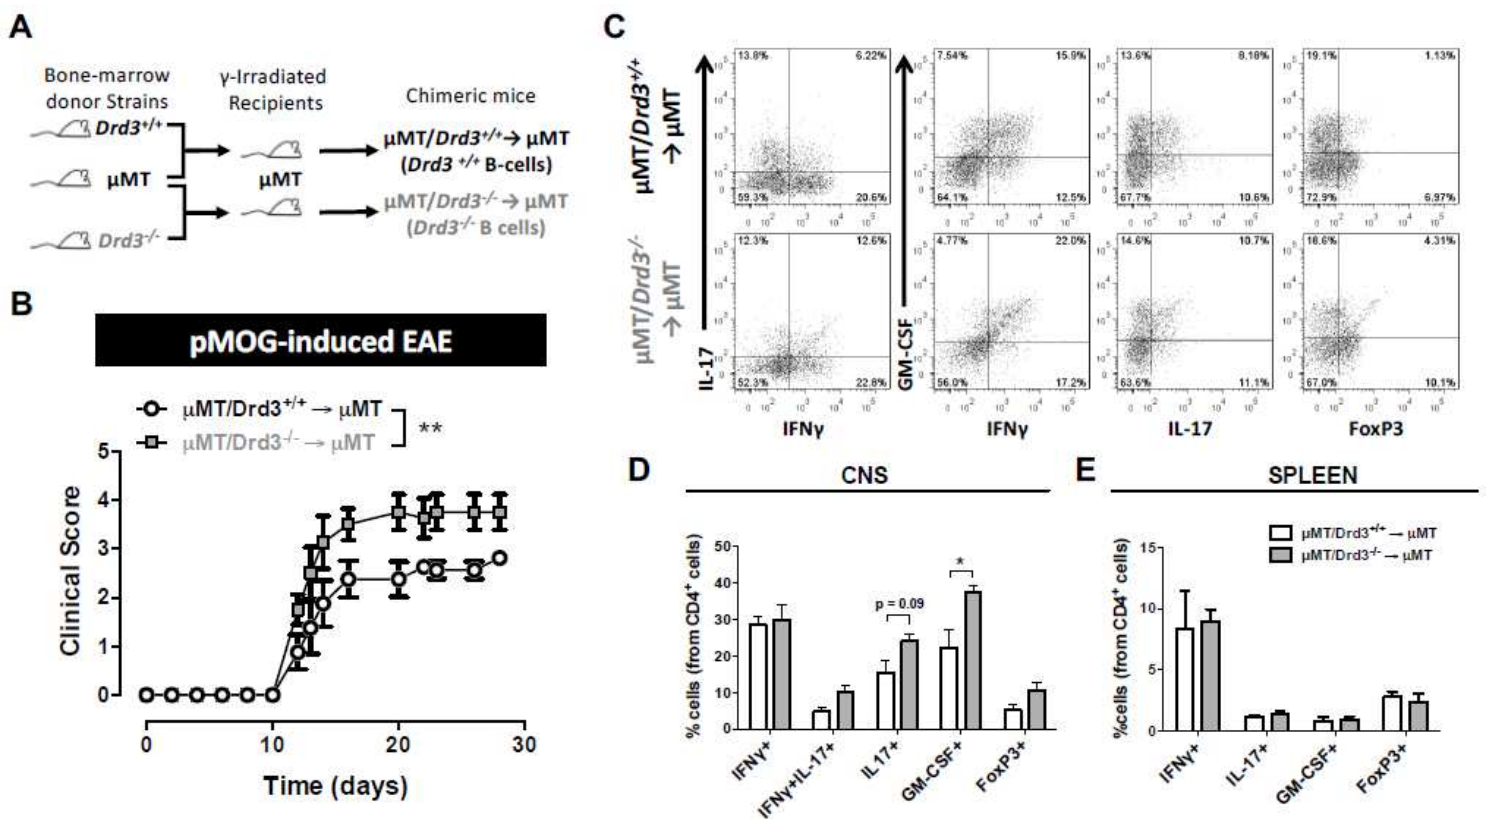 A
Bone-marrow
donor Strains
γ-Irradiated
Recipients
Chimeric mice
Drd3+/+
μMT/Drd3+/+→ μMT
(Drd3 +/+ B-cells)
μMT
μMT
μMT/Drd3-/-→ μMT
(Drd3-/- B cells)
Drd3-/-
B
pMOG-induced EAE
μMT/Drd3+/+ → μMT
μMT/Drd3-/- → μMT
**
Clinical Score
5
4
3
2
1
0
0 10 20 30
Time (days)
C
μMT/Drd3+/+
→ μMT
μMT/Drd3-/-
→ μMT
IL-17
GM-CSF
13.8% 6.22%
59.3% 20.6%
7.54% 15.9%
64.1% 12.5%
13.6% 8.18%
67.7% 10.6%
19.1% 1.13%
72.9% 6.97%
12.3% 12.6%
52.3% 22.8%
4.77% 22.0%
56.0% 17.2%
14.6% 10.7%
63.6% 11.1%
18.6% 4.31%
67.0% 10.1%
0 10² 10³ 10⁴ 10⁵
IFNγ
IFNγ
IL-17
FoxP3
D
CNS
% cells (from CD4+ cells)
50
40
30
20
10
0
p = 0.09
*
IFNγ+
IFNγ+IL-17+
IL17+
GM-CSF+
FoxP3+
E
SPLEEN
μMT/Drd3+/+ → μMT
μMT/Drd3-/- → μMT
%cells (from CD4+ cells)
15
10
5
0
IFNγ+
IL-17+
GM-CSF+
FoxP3+